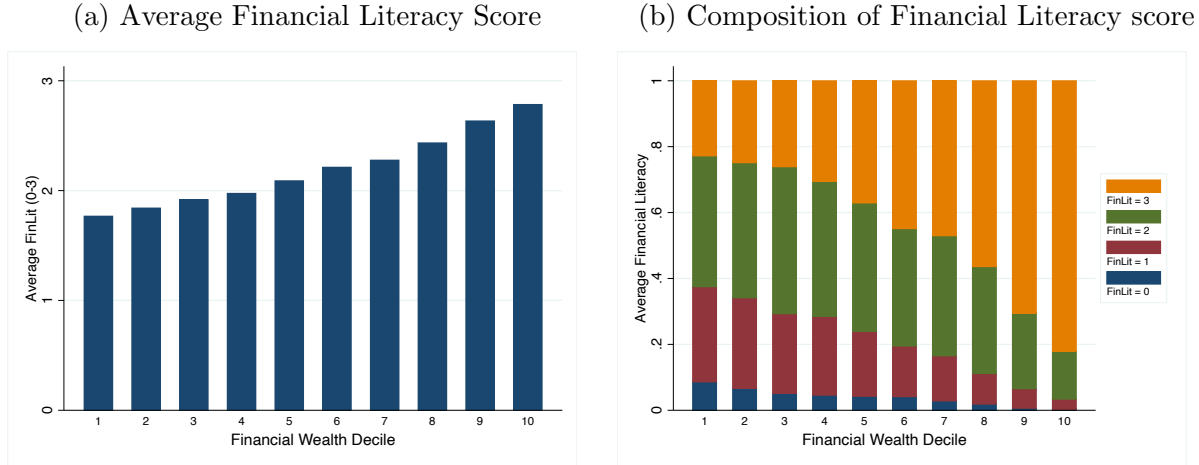 (a) Average Financial Literacy Score
Average FinLit (0-3)
3
2
1
0
1 2 3 4 5 6 7 8 9 10
Financial Wealth Decile
(b) Composition of Financial Literacy score
Average Financial Literacy
1
.8
.6
.4
.2
0
1 2 3 4 5 6 7 8 9 10
Financial Wealth Decile
FinLit = 3
FinLit = 2
FinLit = 1
FinLit = 0